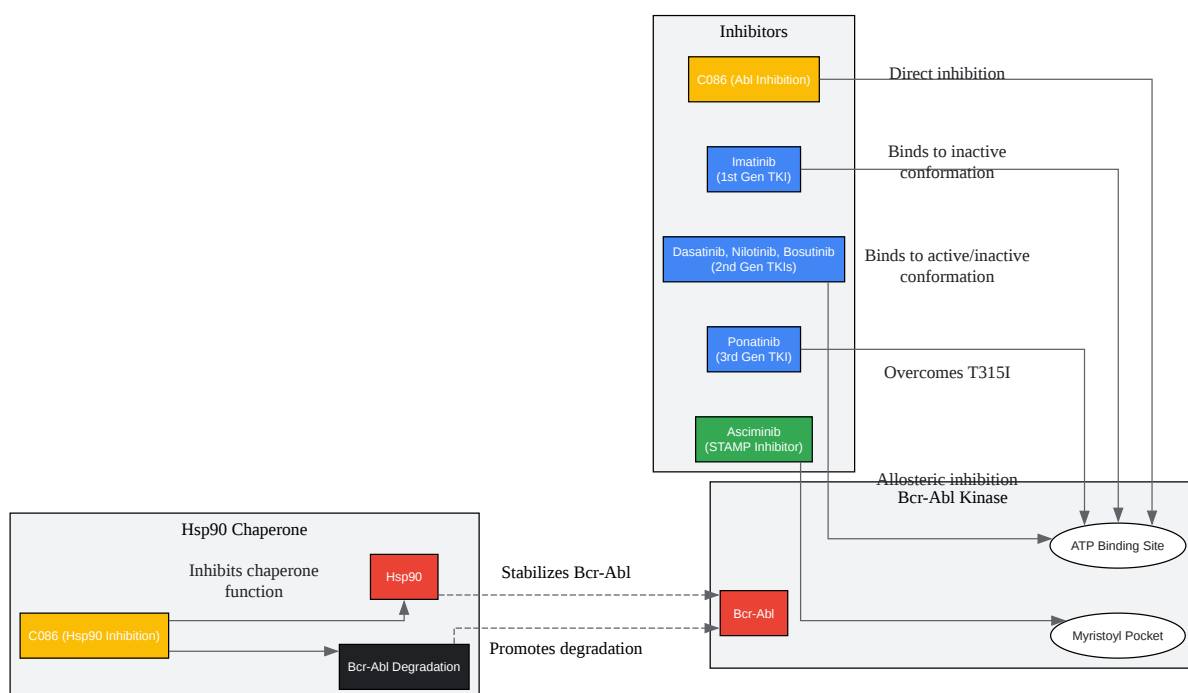 Inhibitors
C086 (Abl Inhibition)
Direct inhibition
Imatinib
(1st Gen TKI)
Binds to inactive
conformation
Dasatinib, Nilotinib, Bosutinib
(2nd Gen TKIs)
Binds to active/inactive
conformation
Ponatinib
(3rd Gen TKI)
Overcomes T315I
Asciminib
(STAMP Inhibitor)
Allosteric inhibition
Bcr-Abl Kinase
ATP Binding Site
Bcr-Abl
Myristoyl Pocket
Hsp90 Chaperone
Inhibits chaperone
function
Hsp90
Stabilizes Bcr-Abl
C086 (Hsp90 Inhibition)
Bcr-Abl Degradation
Promotes degradation